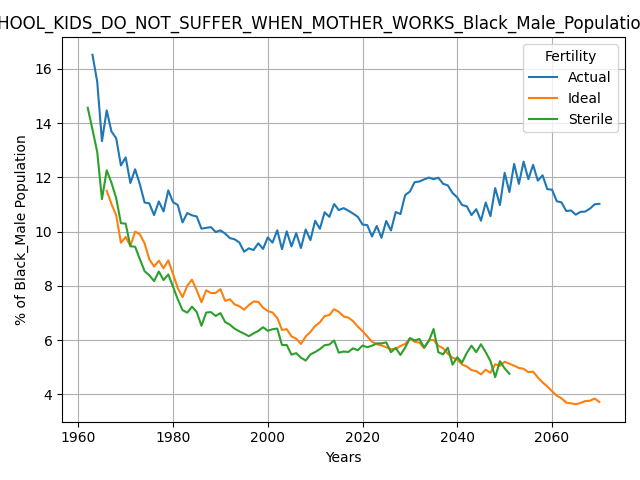 HOOL_KIDS_DO_NOT_SUFFER_WHEN_MOTHER_WORKS_Black_Male_Populatio
Fertility
Actual
Ideal
Sterile
% of Black_Male Population
16
14
12
10
8
6
4
1960 1980 2000 2020 2040 2060
Years